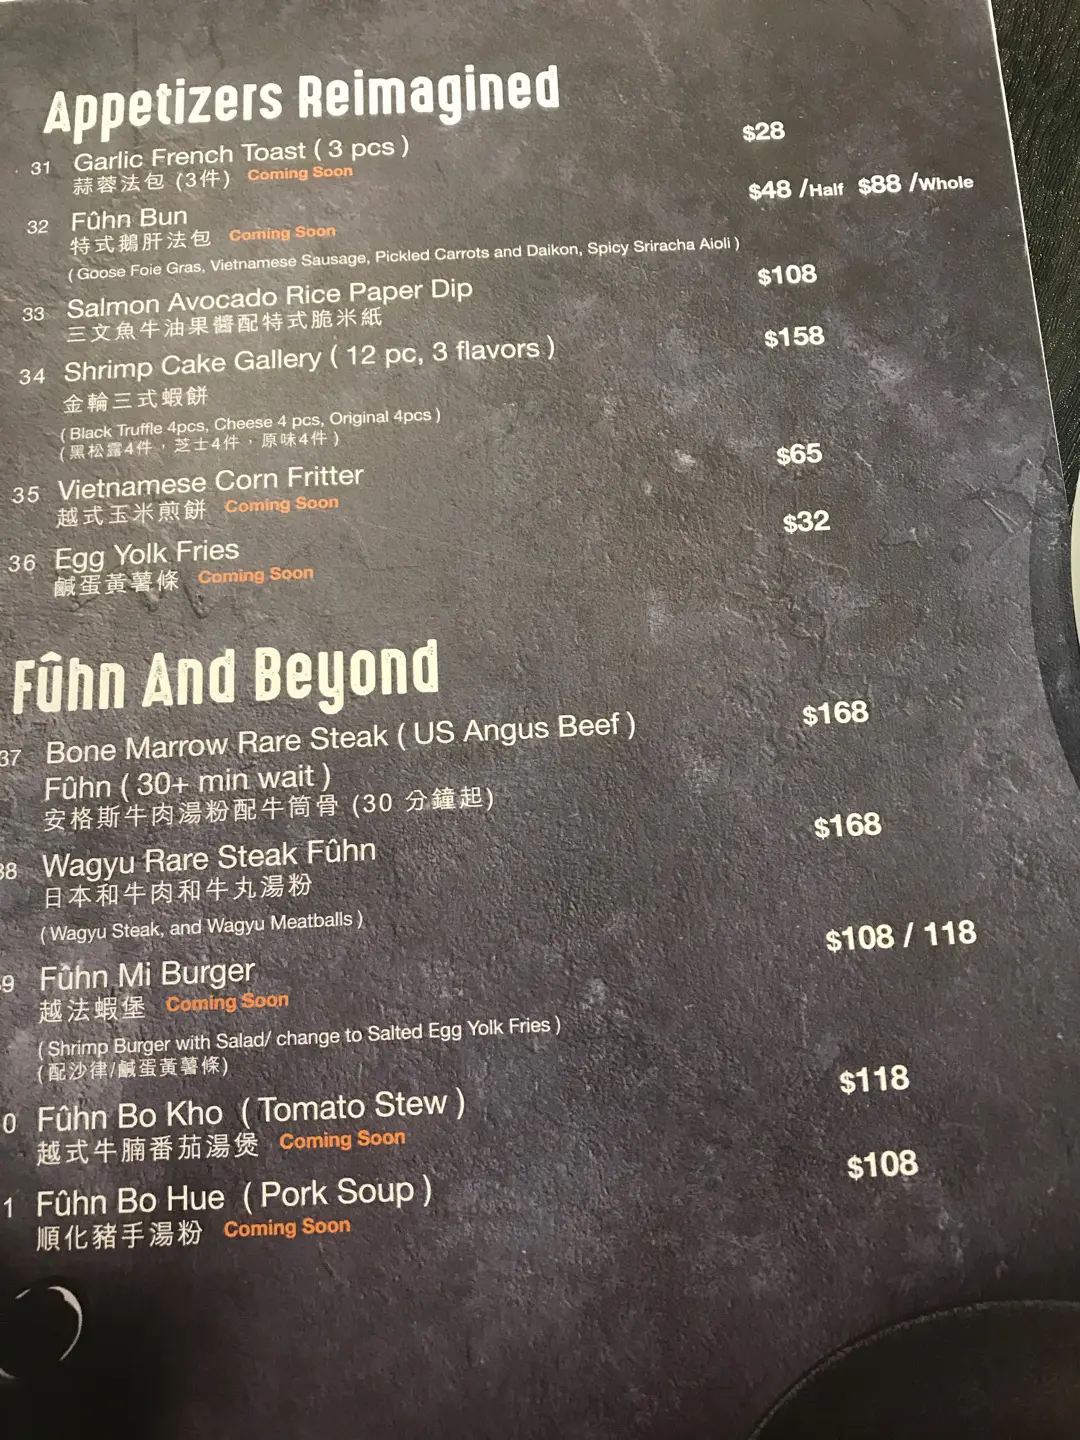 Appetizers Reimagined
31 Garlic French Toast ( 3 pcs ) $28
蒜蓉法包 (3件) Coming Soon
32 Fûhn Bun $48 /Half $88 /Whole
特式鵝肝法包 Coming Soon
( Goose Foie Gras, Vietnamese Sausage, Pickled Carrots and Daikon, Spicy Sriracha Aioli )
33 Salmon Avocado Rice Paper Dip $108
三文魚牛油果醬配特式脆米紙
34 Shrimp Cake Gallery ( 12 pc, 3 flavors ) $158
金輪三式蝦餅
( Black Truffle 4pcs, Cheese 4 pcs, Original 4pcs )
( 黑松露4件，芝士4件，原味4件 )
35 Vietnamese Corn Fritter $65
越式玉米煎餅 Coming Soon
36 Egg Yolk Fries $32
鹹蛋黃薯條 Coming Soon
Fûhn And Beyond
37 Bone Marrow Rare Steak ( US Angus Beef ) $168
Fûhn ( 30+ min wait )
安格斯牛肉湯粉配牛筒骨 (30 分鐘起)
38 Wagyu Rare Steak Fûhn $168
日本和牛肉和牛丸湯粉
( Wagyu Steak, and Wagyu Meatballs )
9 Fûhn Mi Burger $108 / 118
越法蝦堡 Coming Soon
( Shrimp Burger with Salad/ change to Salted Egg Yolk Fries )
(配沙律/鹹蛋黃薯條)
0 Fûhn Bo Kho ( Tomato Stew ) $118
越式牛腩番茄湯煲 Coming Soon
1 Fûhn Bo Hue ( Pork Soup ) $108
順化豬手湯粉 Coming Soon